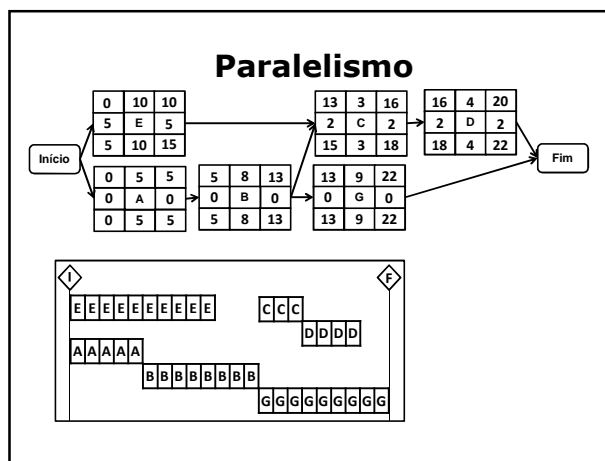 Paralelismo
0 10 10
5 E 5
5 10 15
13 3 16
2 C 2
15 3 18
16 4 20
2 D 2
18 4 22
Início
Fim
0 5 5
0 A 0
0 5 5
5 8 13
0 B 0
5 8 13
13 9 22
0 G 0
13 9 22
I F
E E E E E E E E E E C C C
D D D D
A A A A A
B B B B B B B B
G G G G G G G G G